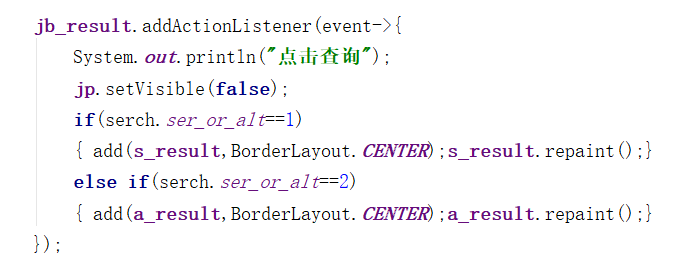 jb_result.addActionListener(event->{
System.out.println("点击查询");
jp.setVisible(false);
if(serch.ser_or_alt==1)
{ add(s_result,BorderLayout.CENTER);s_result.repaint();}
else if(serch.ser_or_alt==2)
{ add(a_result,BorderLayout.CENTER);a_result.repaint();}
});